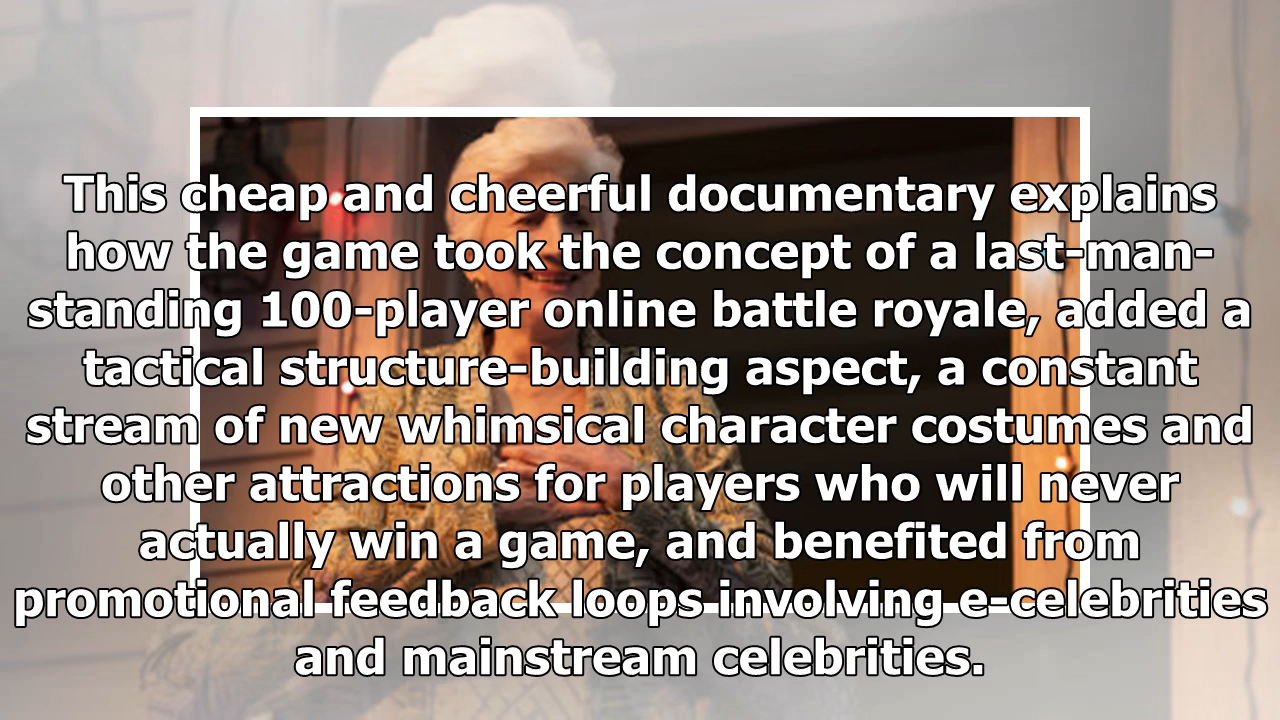 This cheap and cheerful documentary explains
how the game took the concept of a last-man-
standing 100-player online battle royale, added a
tactical structure-building aspect, a constant
stream of new whimsical character costumes and
other attractions for players who will never
actually win a game, and benefited from
promotional feedback loops involving e-celebrities
and mainstream celebrities.